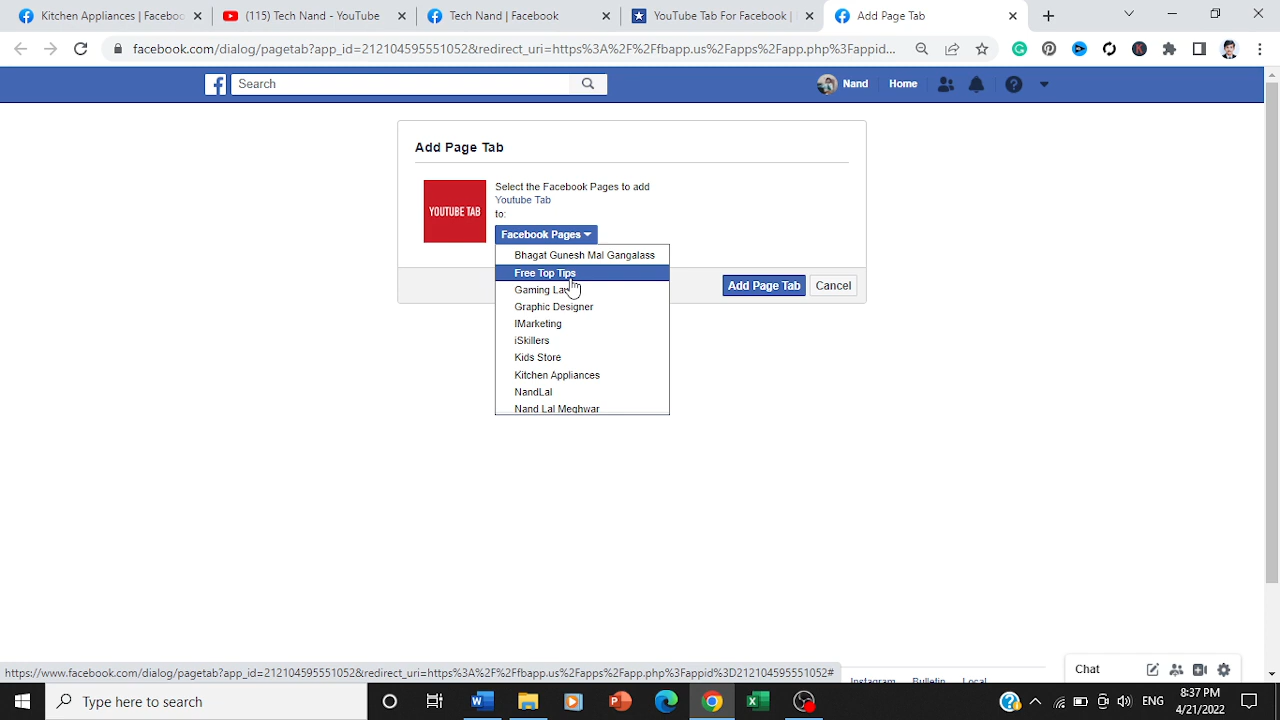 Kitchen Appliances | Faceboo
(115) Tech Nand - YouTube
Tech Nand | Facebook
YouTube Tab For Facebook |
Add Page Tab
facebook.com/dialog/pagetab?app_id=212104595551052&redirect_uri=https%3A%2F%2Ffbapp.us%2Fapps%2Fapp.php%3Fappid...
Search
Nand
Home
Add Page Tab
YOUTUBE TAB
Select the Facebook Pages to add
Youtube Tab
to:
Facebook Pages
Bhagat Gunesh Mal Gangalass
Free Top Tips
Gaming La
Graphic Designer
IMarketing
iSkillers
Kids Store
Kitchen Appliances
NandLal
Nand Lal Meghwar
Add Page Tab
Cancel
https://www.facebook.com/dialog/pagetab?app_id=212104595551052&redirect_uri=https%3A%2F%2Ffbapp.us%2Fapps%2Fapp.php%3Fappid%3D212104595551052#
Instagram
Bulletin
Local
Chat
Type here to search
ENG
8:37 PM
4/21/2022